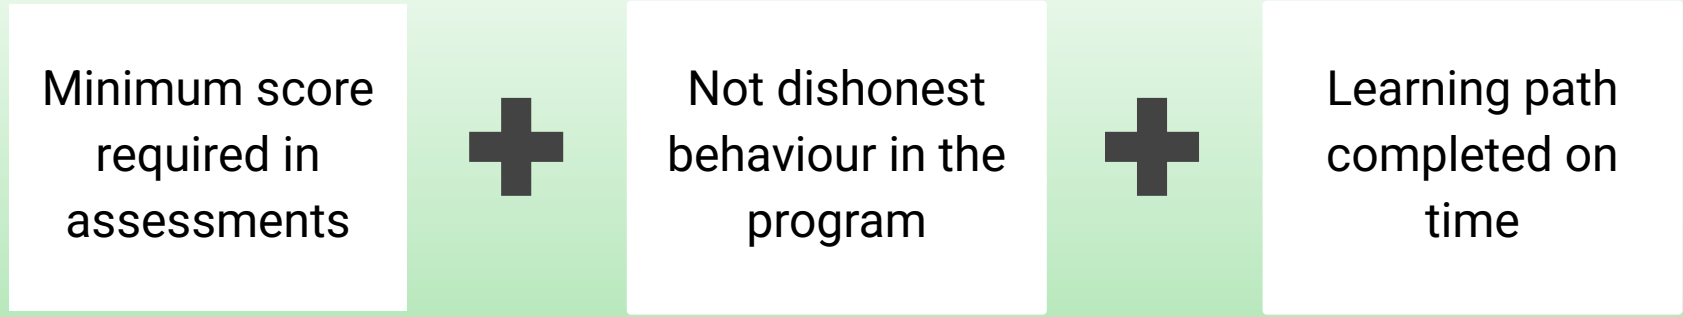 Minimum score
required in
assessments
Not dishonest
behaviour in the
program
Learning path
completed on
time